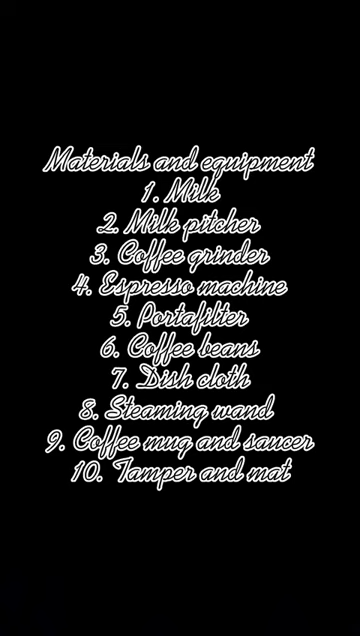 Materials and equipment
1. Milk
2. Milk pitcher
3. Coffee grinder
4. Espresso machine
5. Portafilter
6. Coffee beans
7. Dish cloth
8. Steaming wand
9. Coffee mug and saucer
10. Tamper and mat